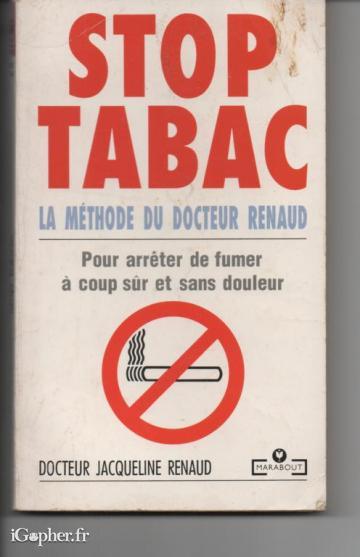 STOP
TABAC
LA MÉTHODE DU DOCTEUR RENAUD
Pour arrêter de fumer
à coup sûr et sans douleur
DOCTEUR JACQUELINE RENAUD
MARABOUT
iGopher.fr